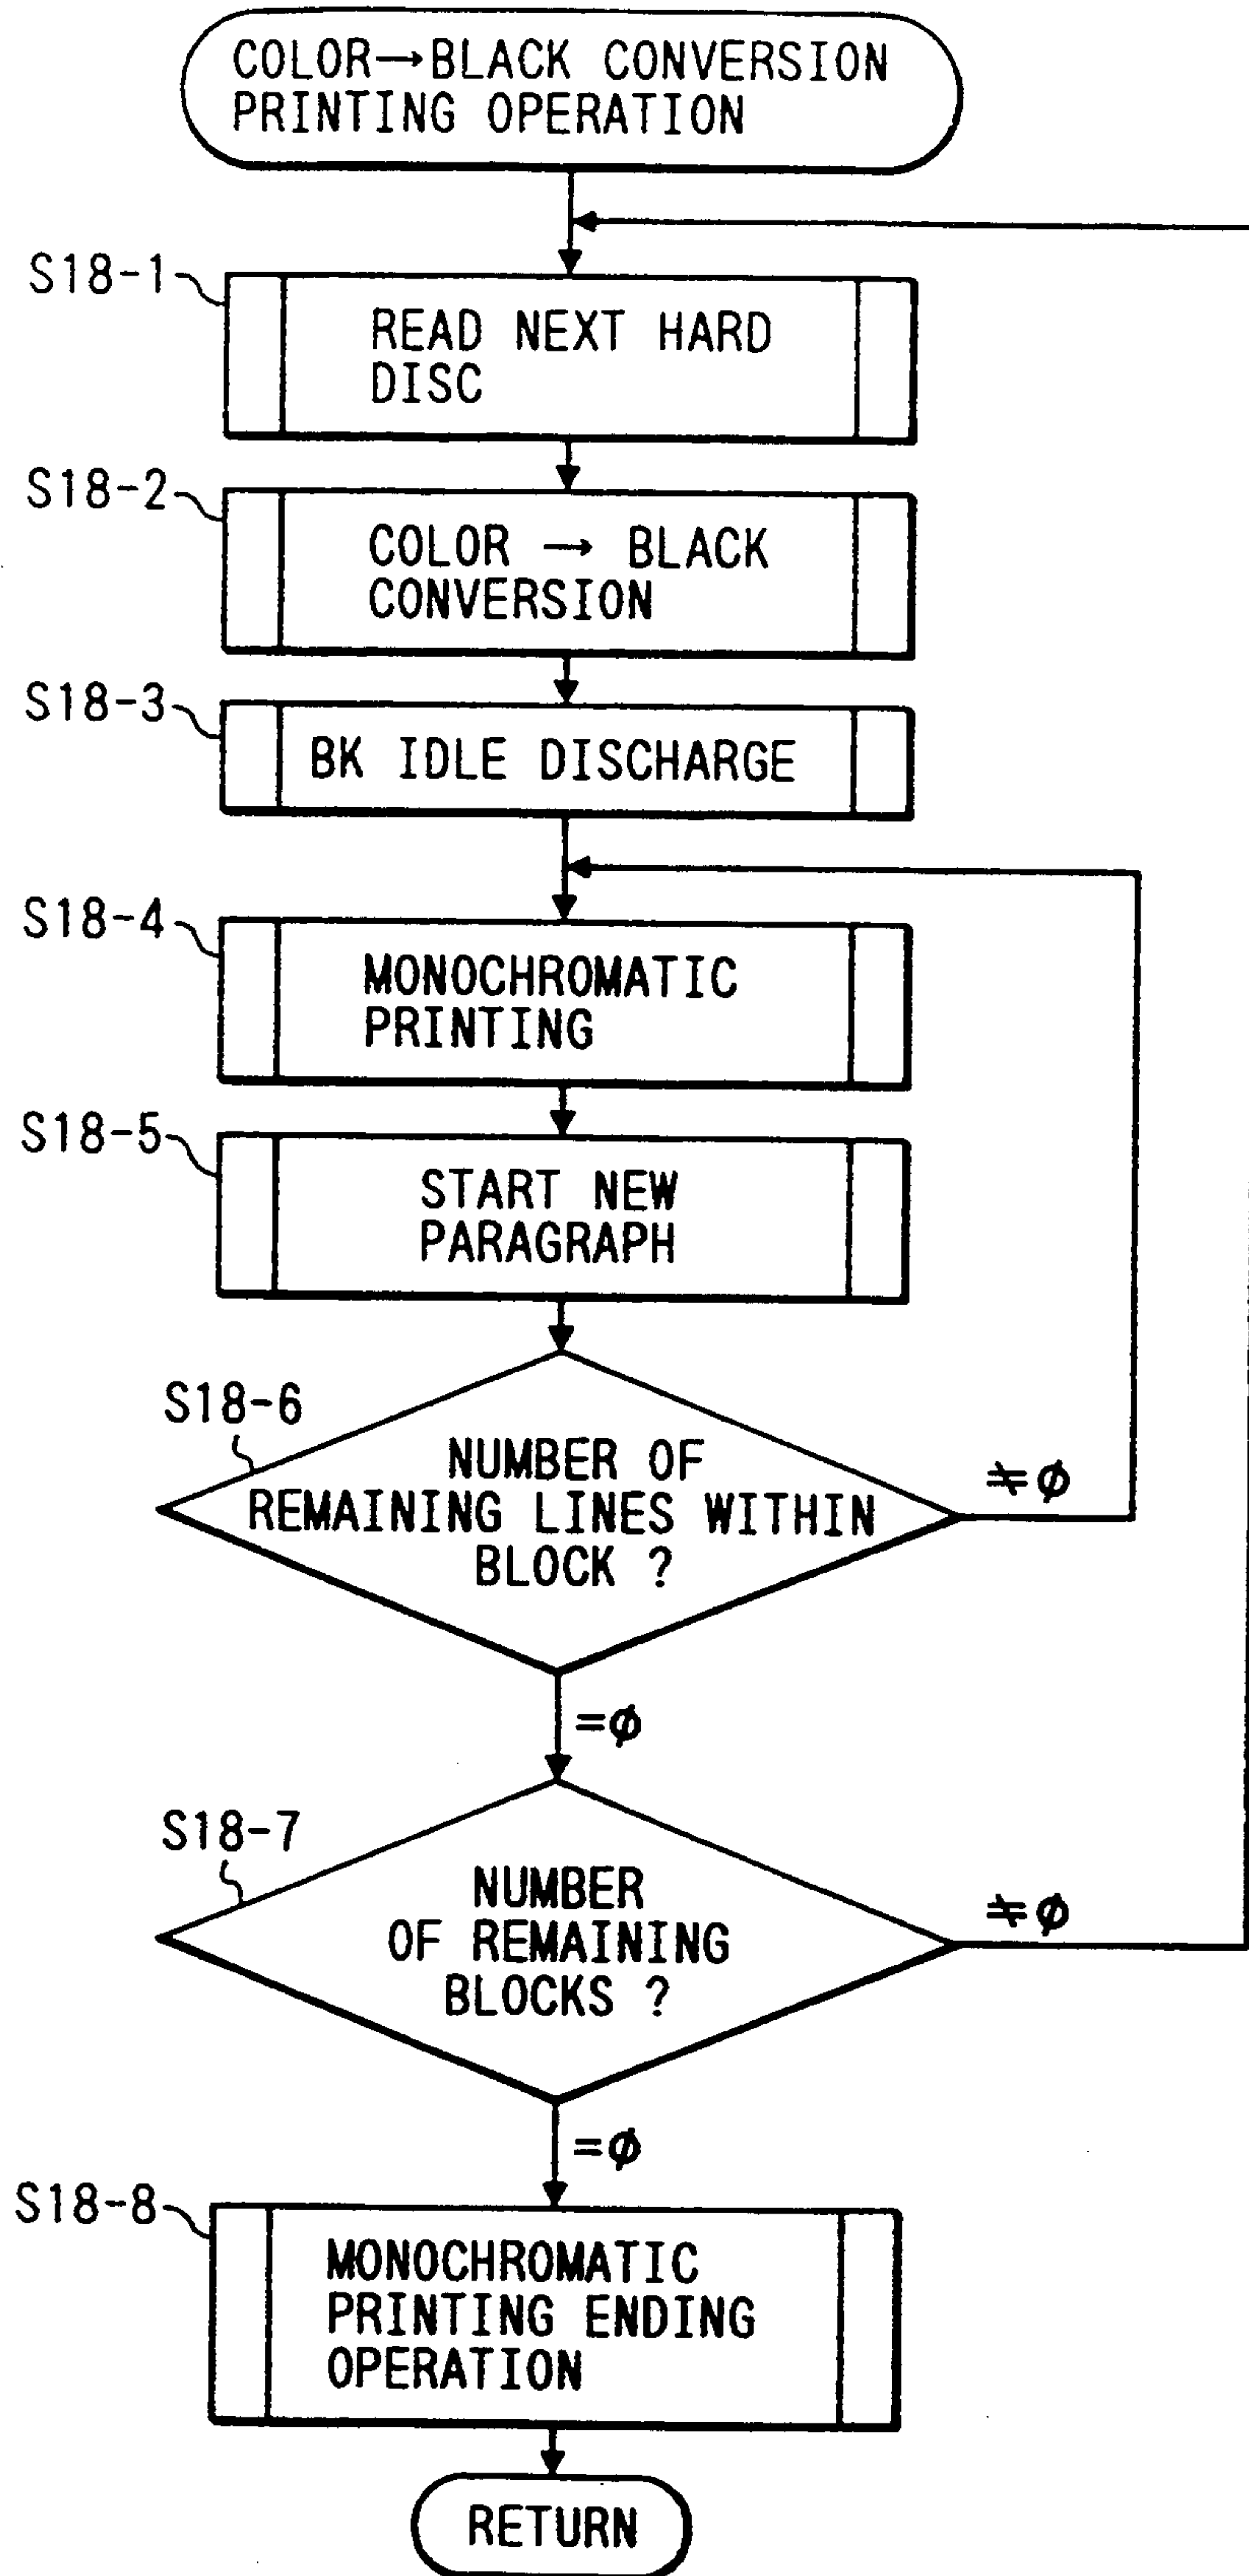 COLOR→BLACK CONVERSION
PRINTING OPERATION
S18-1
READ NEXT HARD
DISC
S18-2
COLOR → BLACK
CONVERSION
S18-3
BK IDLE DISCHARGE
S18-4
MONOCHROMATIC
PRINTING
S18-5
START NEW
PARAGRAPH
S18-6
NUMBER OF
REMAINING LINES WITHIN
BLOCK ?
≠ϕ
=ϕ
S18-7
NUMBER
OF REMAINING
BLOCKS ?
≠ϕ
=ϕ
S18-8
MONOCHROMATIC
PRINTING ENDING
OPERATION
RETURN